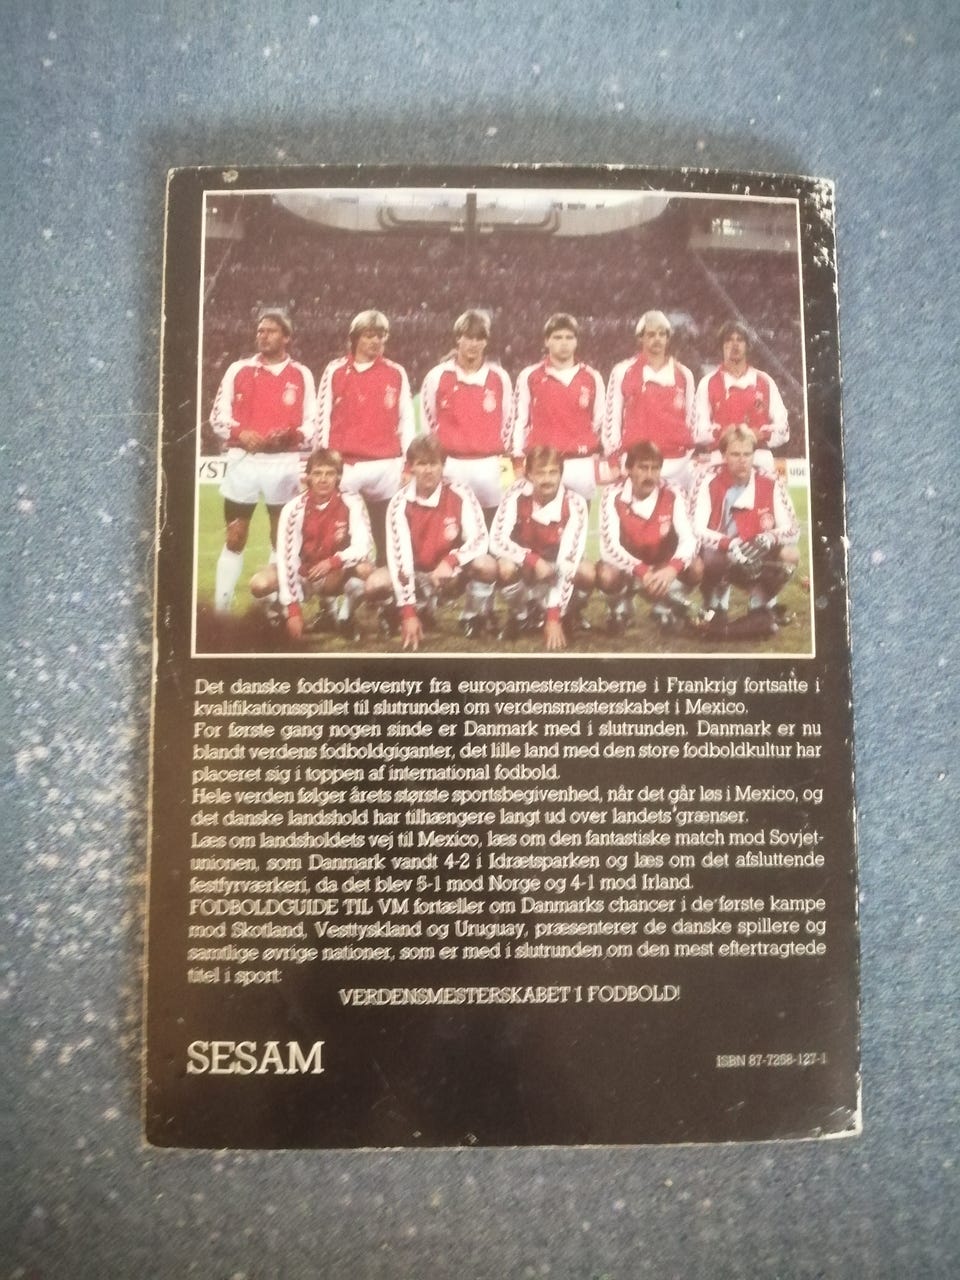 YST
Det danske fodboldeventyr fra europamesterskaberne i Frankrig fortsatte i
kvalifikationsspillet til slutrunden om verdensmesterskabet i Mexico.
For første gang nogen sinde er Danmark med i slutrunden. Danmark er nu
blandt verdens fodboldgiganter, det lille land med den store fodboldkultur har
placeret sig i toppen af international fodbold.
Hele verden følger årets største sportsbegivenhed, når det går løs i Mexico, og
det danske landshold har tilhængere langt ud over landets grænser.
Læs om landsholdets vej til Mexico, læs om den fantastiske match mod Sovjet-
unionen, som Danmark vandt 4-2 i Idrætsparken og læs om det afsluttende
festfyrværkeri, da det blev 5-1 mod Norge og 4-1 mod Irland.
FODBOLDGUIDE TIL VM fortæller om Danmarks chancer i de første kampe
mod Skotland, Vesttyskland og Uruguay, præsenterer de danske spillere og
samtlige øvrige nationer, som er med i slutrunden om den mest eftertragtede
titel i sport:
VERDENSMESTERSKABET I FODBOLD!
SESAM
ISBN 87-7258-127-1